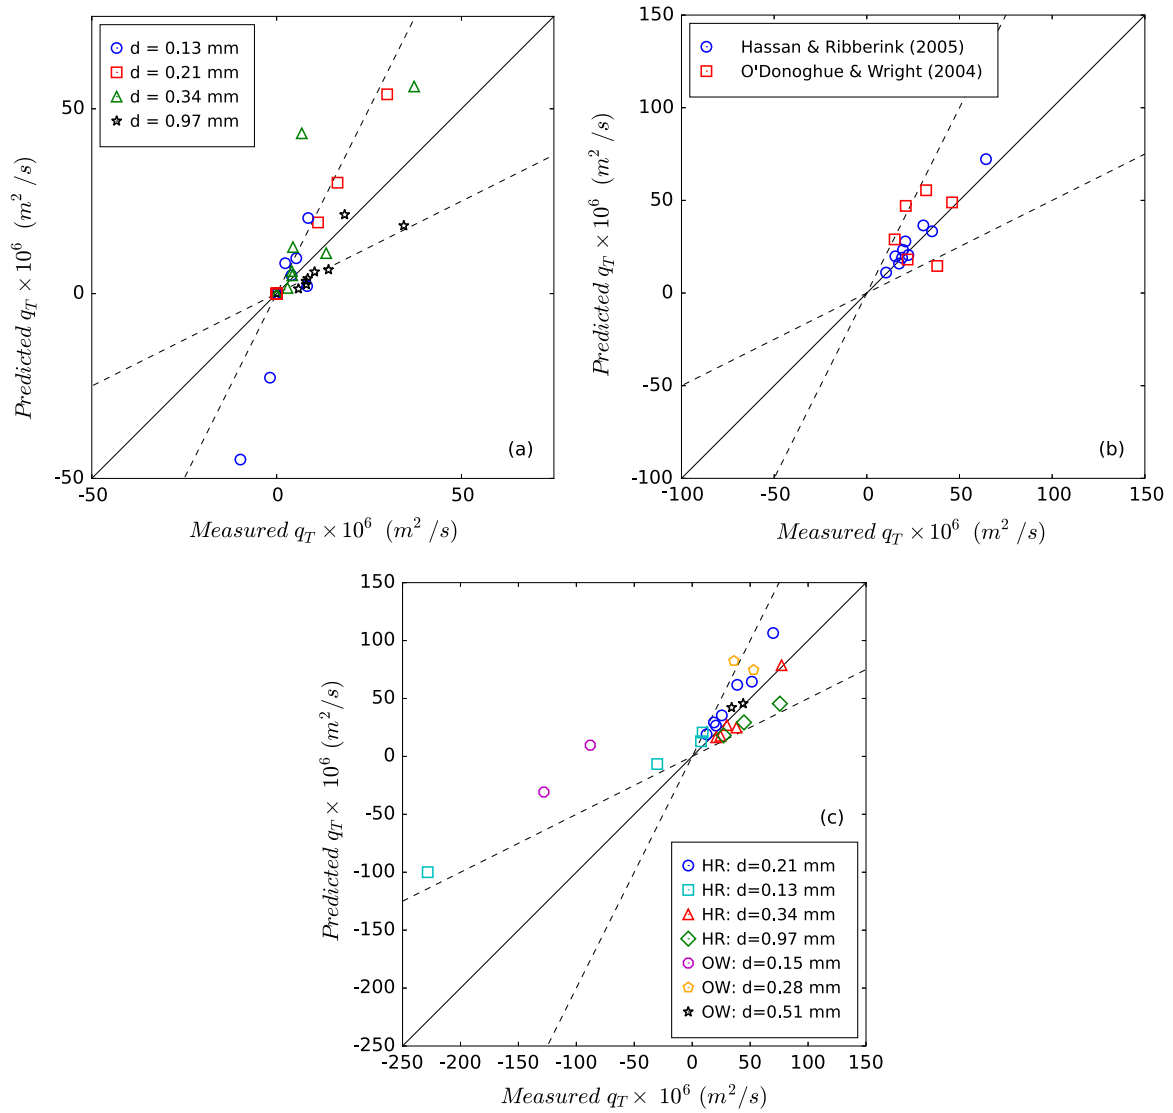 d = 0.13 mm
d = 0.21 mm
d = 0.34 mm
d = 0.97 mm
50
0
-50
-50
0
50
Predicted q_T × 10^6 (m^2 /s)
Measured q_T × 10^6 (m^2 /s)
(a)
Hassan & Ribberink (2005)
O'Donoghue & Wright (2004)
150
100
50
0
-50
-100
-100
-50
0
50
100
150
Predicted q_T × 10^6 (m^2 /s)
Measured q_T × 10^6 (m^2 /s)
(b)
150
100
50
0
-50
-100
-150
-200
-250
-250
-200
-150
-100
-50
0
50
100
150
Predicted q_T × 10^6 (m^2/s)
Measured q_T × 10^6 (m^2/s)
(c)
HR: d=0.21 mm
HR: d=0.13 mm
HR: d=0.34 mm
HR: d=0.97 mm
OW: d=0.15 mm
OW: d=0.28 mm
OW: d=0.51 mm